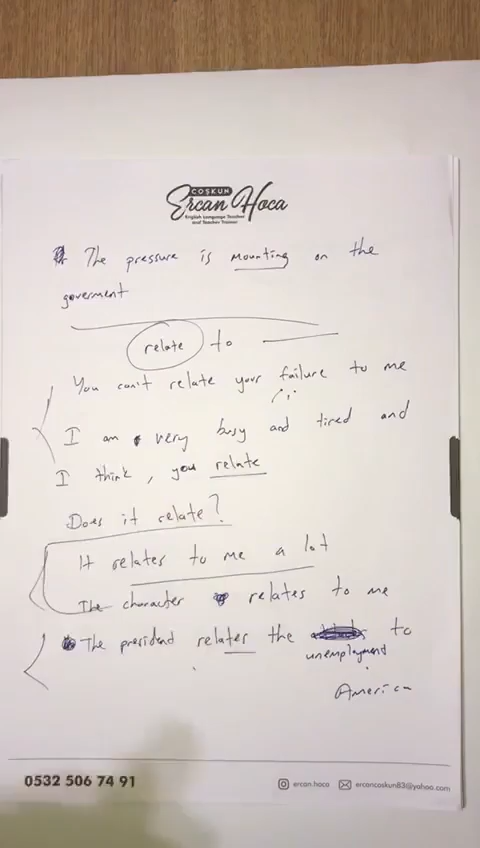 COSKUN
Ercan Hoca
English Language Teacher
and Teacher Trainer
The pressure is mounting on the
goverment
relate to
You can't relate your failure to me
I am very busy and tired and
I think, you relate
Does it relate?
It relates to me a lot
The character relates to me
The president relates the to
unemployment
America
0532 506 74 91
ercan.hoca
ercancoskun83@yahoo.com